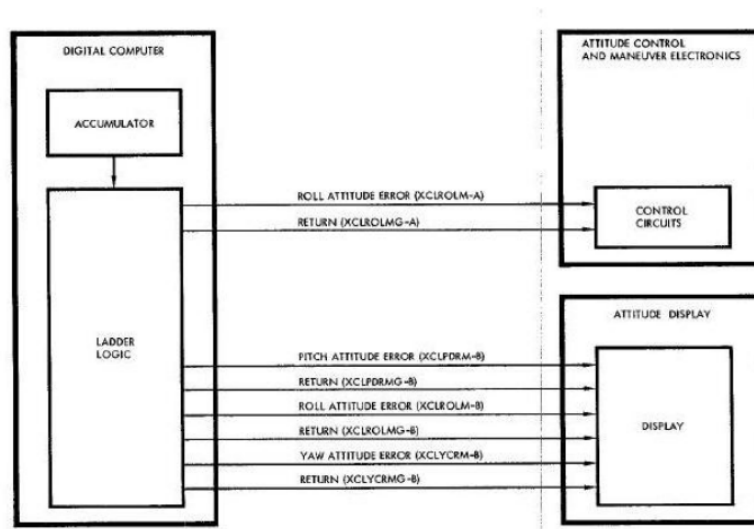 DIGITAL COMPUTER
ACCUMULATOR
LADDER
LOGIC
ROLL ATTITUDE ERROR (XCLROLM-A)
RETURN (XCLROLMG-A)
PITCH ATTITUDE ERROR (XCLPDRM-B)
RETURN (XCLPDRMG-B)
ROLL ATTITUDE ERROR (XCLROLM-B)
RETURN (XCLROLMG-B)
YAW ATTITUDE ERROR (XCLYCRM-B)
RETURN (XCLYCRMG-B)
ATTITUDE CONTROL
AND MANEUVER ELECTRONICS
CONTROL
CIRCUITS
ATTITUDE DISPLAY
DISPLAY